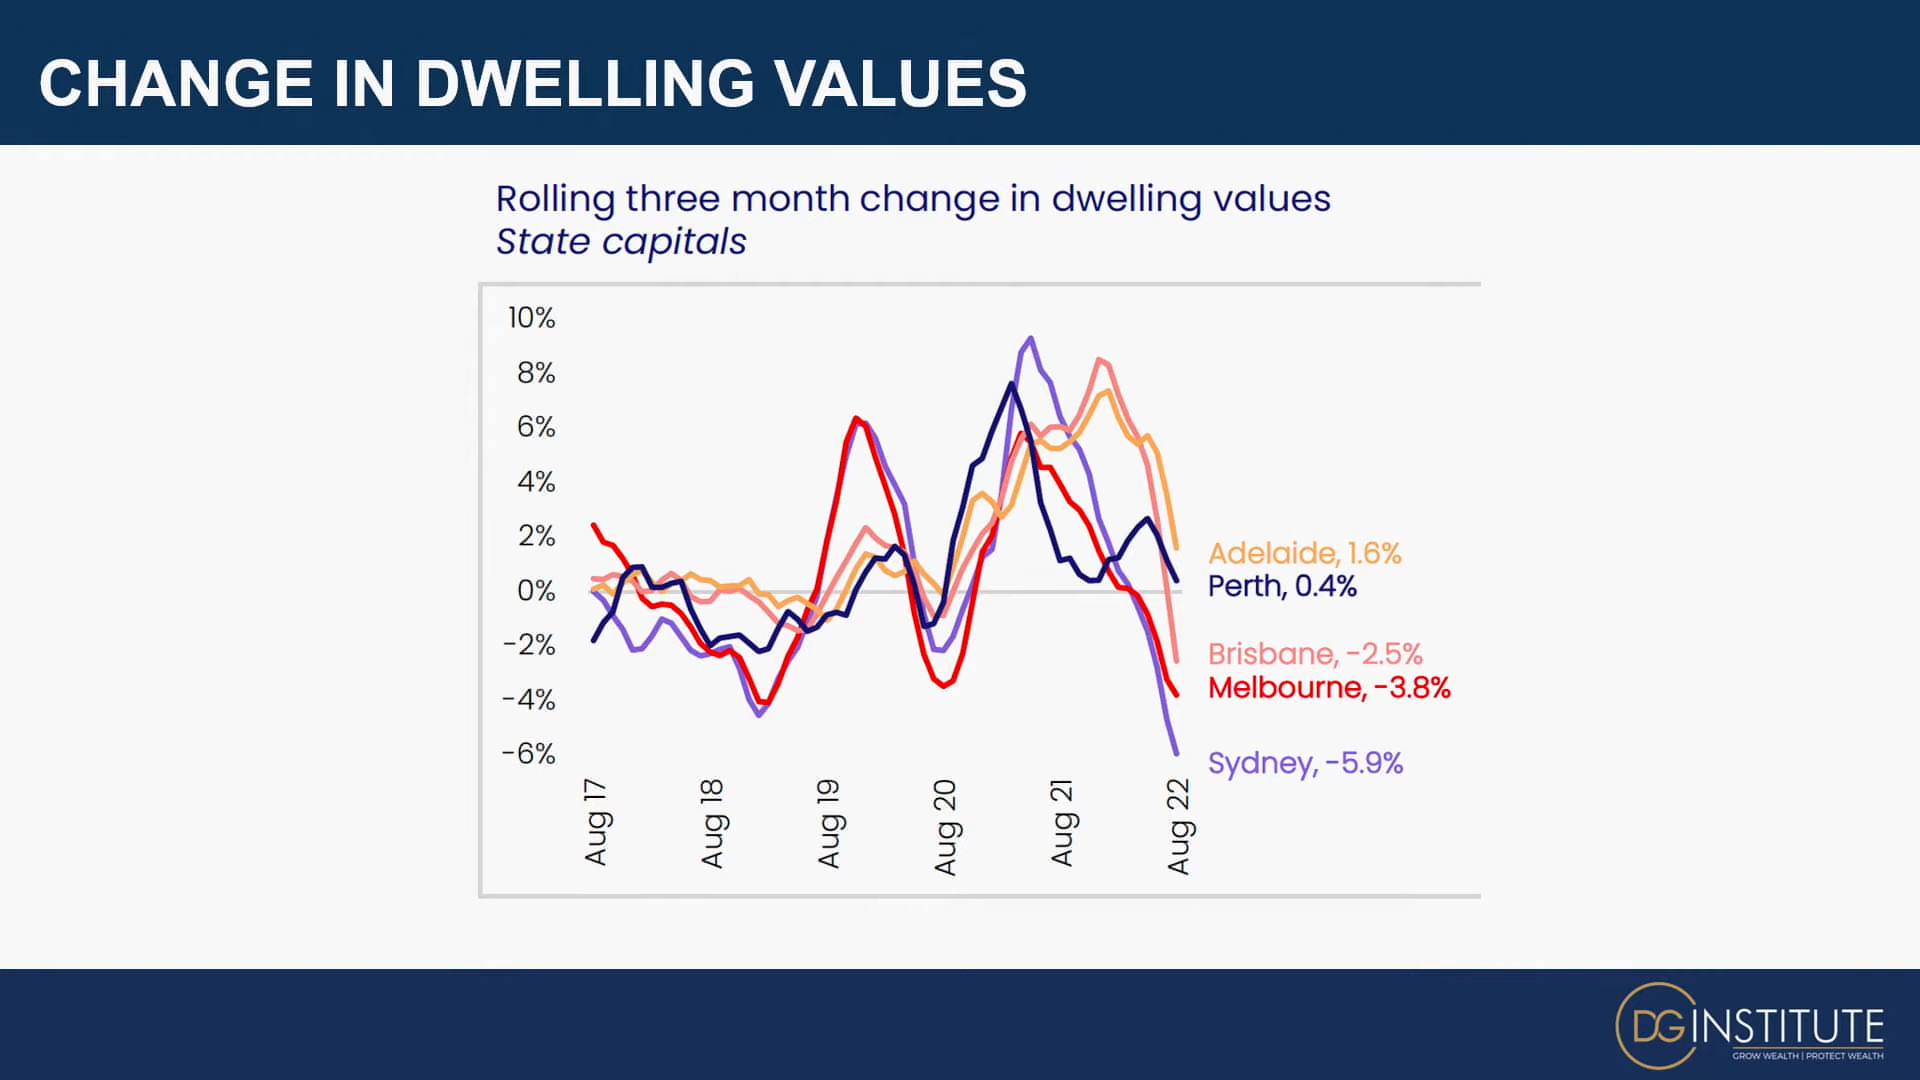 CHANGE IN DWELLING VALUES
Rolling three month change in dwelling values
State capitals
10%
8%
6%
4%
2%
0%
-2%
-4%
-6%
Aug 17
Aug 18
Aug 19
Aug 20
Aug 21
Aug 22
Adelaide, 1.6%
Perth, 0.4%
Brisbane, -2.5%
Melbourne, -3.8%
Sydney, -5.9%
DG INSTITUTE
GROW WEALTH | PROTECT WEALTH